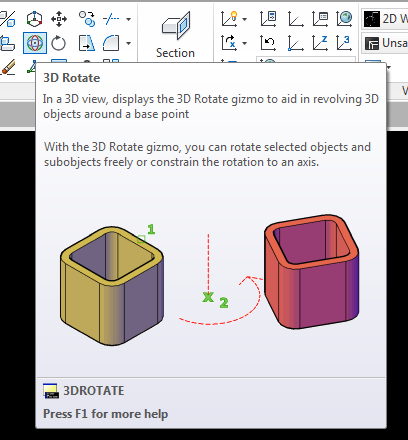 2D W
Section
Unsa
3D Rotate
In a 3D view, displays the 3D Rotate gizmo to aid in revolving 3D
objects around a base point
With the 3D Rotate gizmo, you can rotate selected objects and
subobjects freely or constrain the rotation to an axis.
1
X 2
3DROTATE
Press F1 for more help